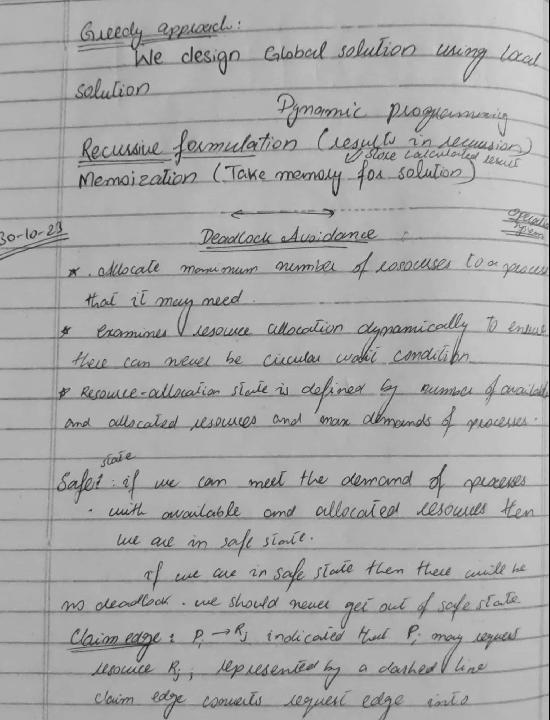 Greedy approach:
We design Global solution using local
solution
Dynamic programming
Recursive formulation (results in recursion)
store calculated result
Memoization (Take memory for solution)
30-10-23
Operating
System
Deadlock Avoidance
* . Allocate maximum number of resources to a process
that it may need.
* examines resource allocation dynamically to ensure
there can never be circular wait condition
* Resource-allocation state is defined by number of available
and allocated resources and max demands of processes.
state
Safe : if we can meet the demand of processes
. with available and allocated resources then
we are in safe state.
if we are in safe state then there will be
no deadlock. we should never get out of safe state
Claim edge : Pi → Rj indicated that Pi may request
resource Rj ; represented by a dashed line
claim edge converts request edge into